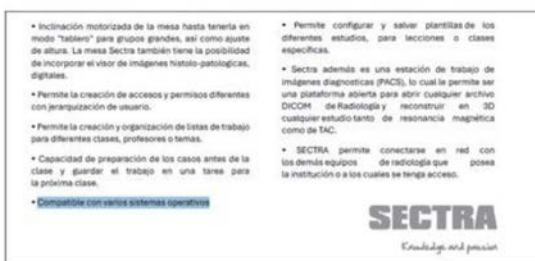 • Inclinación motorizada de la mesa hasta tenerla en
modo "tablero" para grupos grandes, así como ajuste
de altura. La mesa Sectra también tiene la posibilidad
de incorporar el visor de imágenes histolo-patologicas,
digitales.
• Permite la creación de accesos y permisos diferentes
con jerarquización de usuario.
• Permite la creación y organización de listas de trabajo
para diferentes clases, profesores o temas.
• Capacidad de preparación de los casos antes de la
clase y guardar el trabajo en una tarea para
la próxima clase.
• Compatible con varios sistemas operativos
• Permite configurar y salvar plantillas de los
diferentes estudios, para lecciones o clases
específicas.
• Sectra además es una estación de trabajo de
imágenes diagnosticas (PACS), lo cual le permite ser
una plataforma abierta para abrir cualquier archivo
DICOM de Radiología y reconstruir en 3D
cualquier estudio tanto de resonancia magnética
como de TAC.
• SECTRA permite conectarse en red con
los demás equipos de radiología que posea
la institución o a los cuales se tenga acceso.
SECTRA
Knowledge and passion